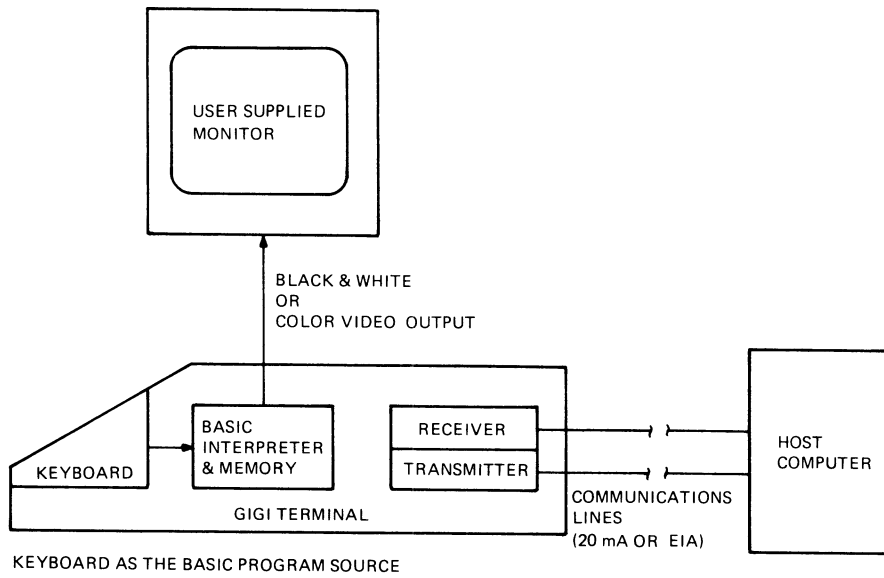 USER SUPPLIED
MONITOR
BLACK & WHITE
OR
COLOR VIDEO OUTPUT
KEYBOARD
BASIC
INTERPRETER
& MEMORY
RECEIVER
TRANSMITTER
GIGI TERMINAL
HOST
COMPUTER
COMMUNICATIONS
LINES
(20 mA OR EIA)
KEYBOARD AS THE BASIC PROGRAM SOURCE